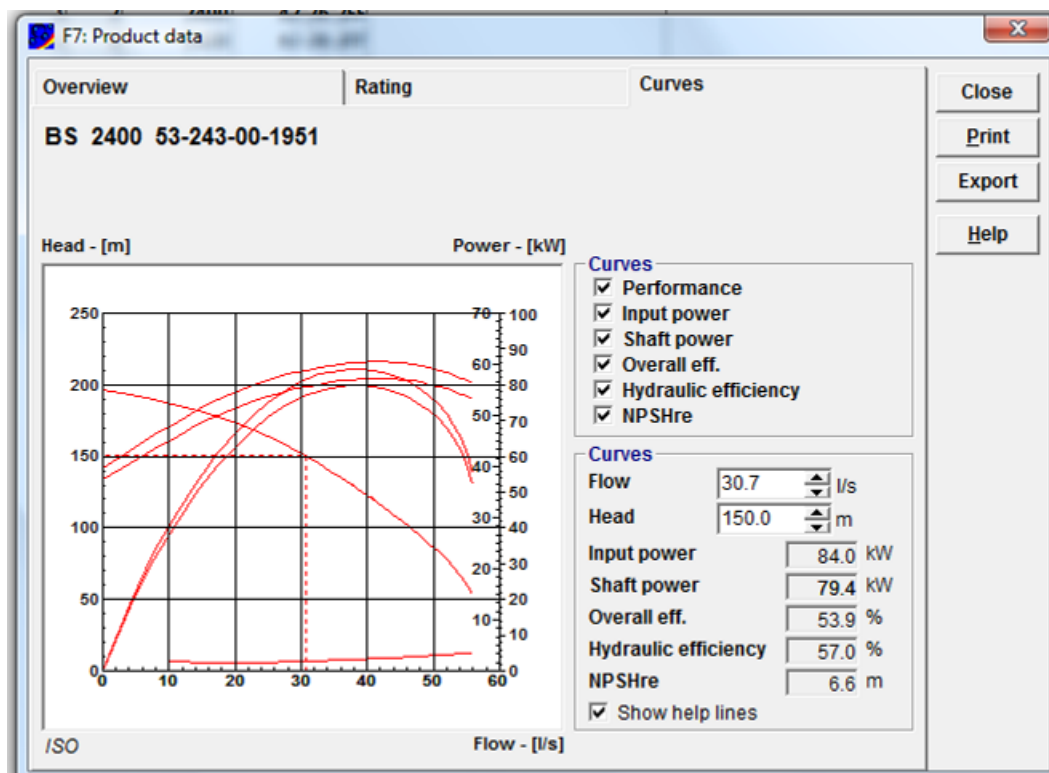 F7: Product data
Overview Rating Curves
Close
Print
Export
Help
BS 2400 53-243-00-1951
Head - [m] Power - [kW]
250 70 100
90
60
200 80
50 70
150 60
40
50
30
100 40
30
20
50 20
10
10
0 0
0 10 20 30 40 50 60
ISO
Flow - [l/s]
Curves
Performance
Input power
Shaft power
Overall eff.
Hydraulic efficiency
NPSHre
Curves
Flow 30.7 l/s
Head 150.0 m
Input power 84.0 kW
Shaft power 79.4 kW
Overall eff. 53.9 %
Hydraulic efficiency 57.0 %
NPSHre 6.6 m
Show help lines